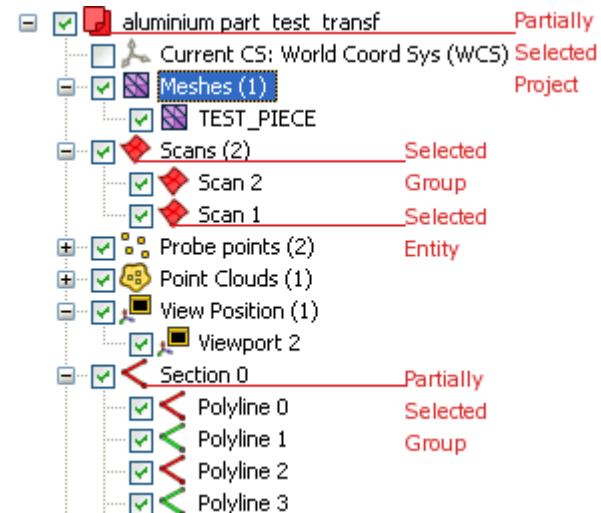 aluminium part_test_transf Partially
Current CS: World Coord Sys (WCS) Selected
Meshes (1) Project
TEST_PIECE
Scans (2) Selected
Scan 2 Group
Scan 1 Selected
Probe points (2) Entity
Point Clouds (1)
View Position (1)
Viewport 2
Section 0 Partially
Polyline 0 Selected
Polyline 1 Group
Polyline 2
Polyline 3